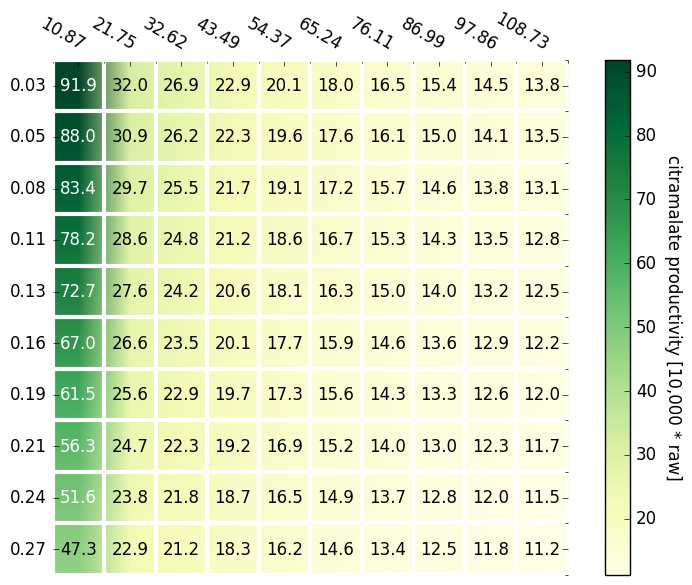 10.87 21.75 32.62 43.49 54.37 65.24 76.11 86.99 97.86 108.73
0.03 91.9 32.0 26.9 22.9 20.1 18.0 16.5 15.4 14.5 13.8
0.05 88.0 30.9 26.2 22.3 19.6 17.6 16.1 15.0 14.1 13.5
0.08 83.4 29.7 25.5 21.7 19.1 17.2 15.7 14.6 13.8 13.1
0.11 78.2 28.6 24.8 21.2 18.6 16.7 15.3 14.3 13.5 12.8
0.13 72.7 27.6 24.2 20.6 18.1 16.3 15.0 14.0 13.2 12.5
0.16 67.0 26.6 23.5 20.1 17.7 15.9 14.6 13.6 12.9 12.2
0.19 61.5 25.6 22.9 19.7 17.3 15.6 14.3 13.3 12.6 12.0
0.21 56.3 24.7 22.3 19.2 16.9 15.2 14.0 13.0 12.3 11.7
0.24 51.6 23.8 21.8 18.7 16.5 14.9 13.7 12.8 12.0 11.5
0.27 47.3 22.9 21.2 18.3 16.2 14.6 13.4 12.5 11.8 11.2
90
80
70
60
50
40
30
20
citramalate productivity [10,000 * raw]